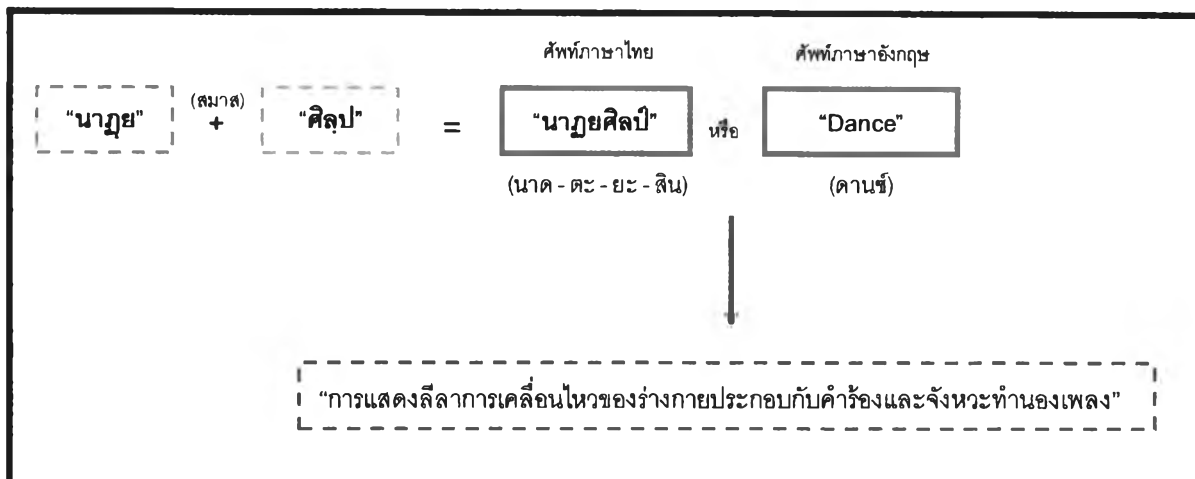 ศัพท์ภาษาไทย ศัพท์ภาษาอังกฤษ
“นาฏย” (สมาส) + “ศิลป” = “นาฏยศิลป์” หรือ “Dance”
(นาด - ตะ - ยะ - สิน) (ดานซ์)
“การแสดงลีลาการเคลื่อนไหวของร่างกายประกอบกับคำร้องและจังหวะทำนองเพลง”